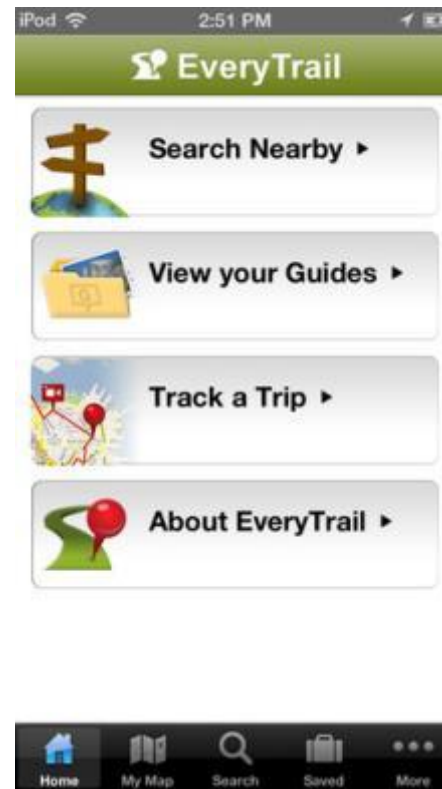 iPod 2:51 PM
EveryTrail
Search Nearby
View your Guides
Track a Trip
About EveryTrail
Home My Map Search Saved More